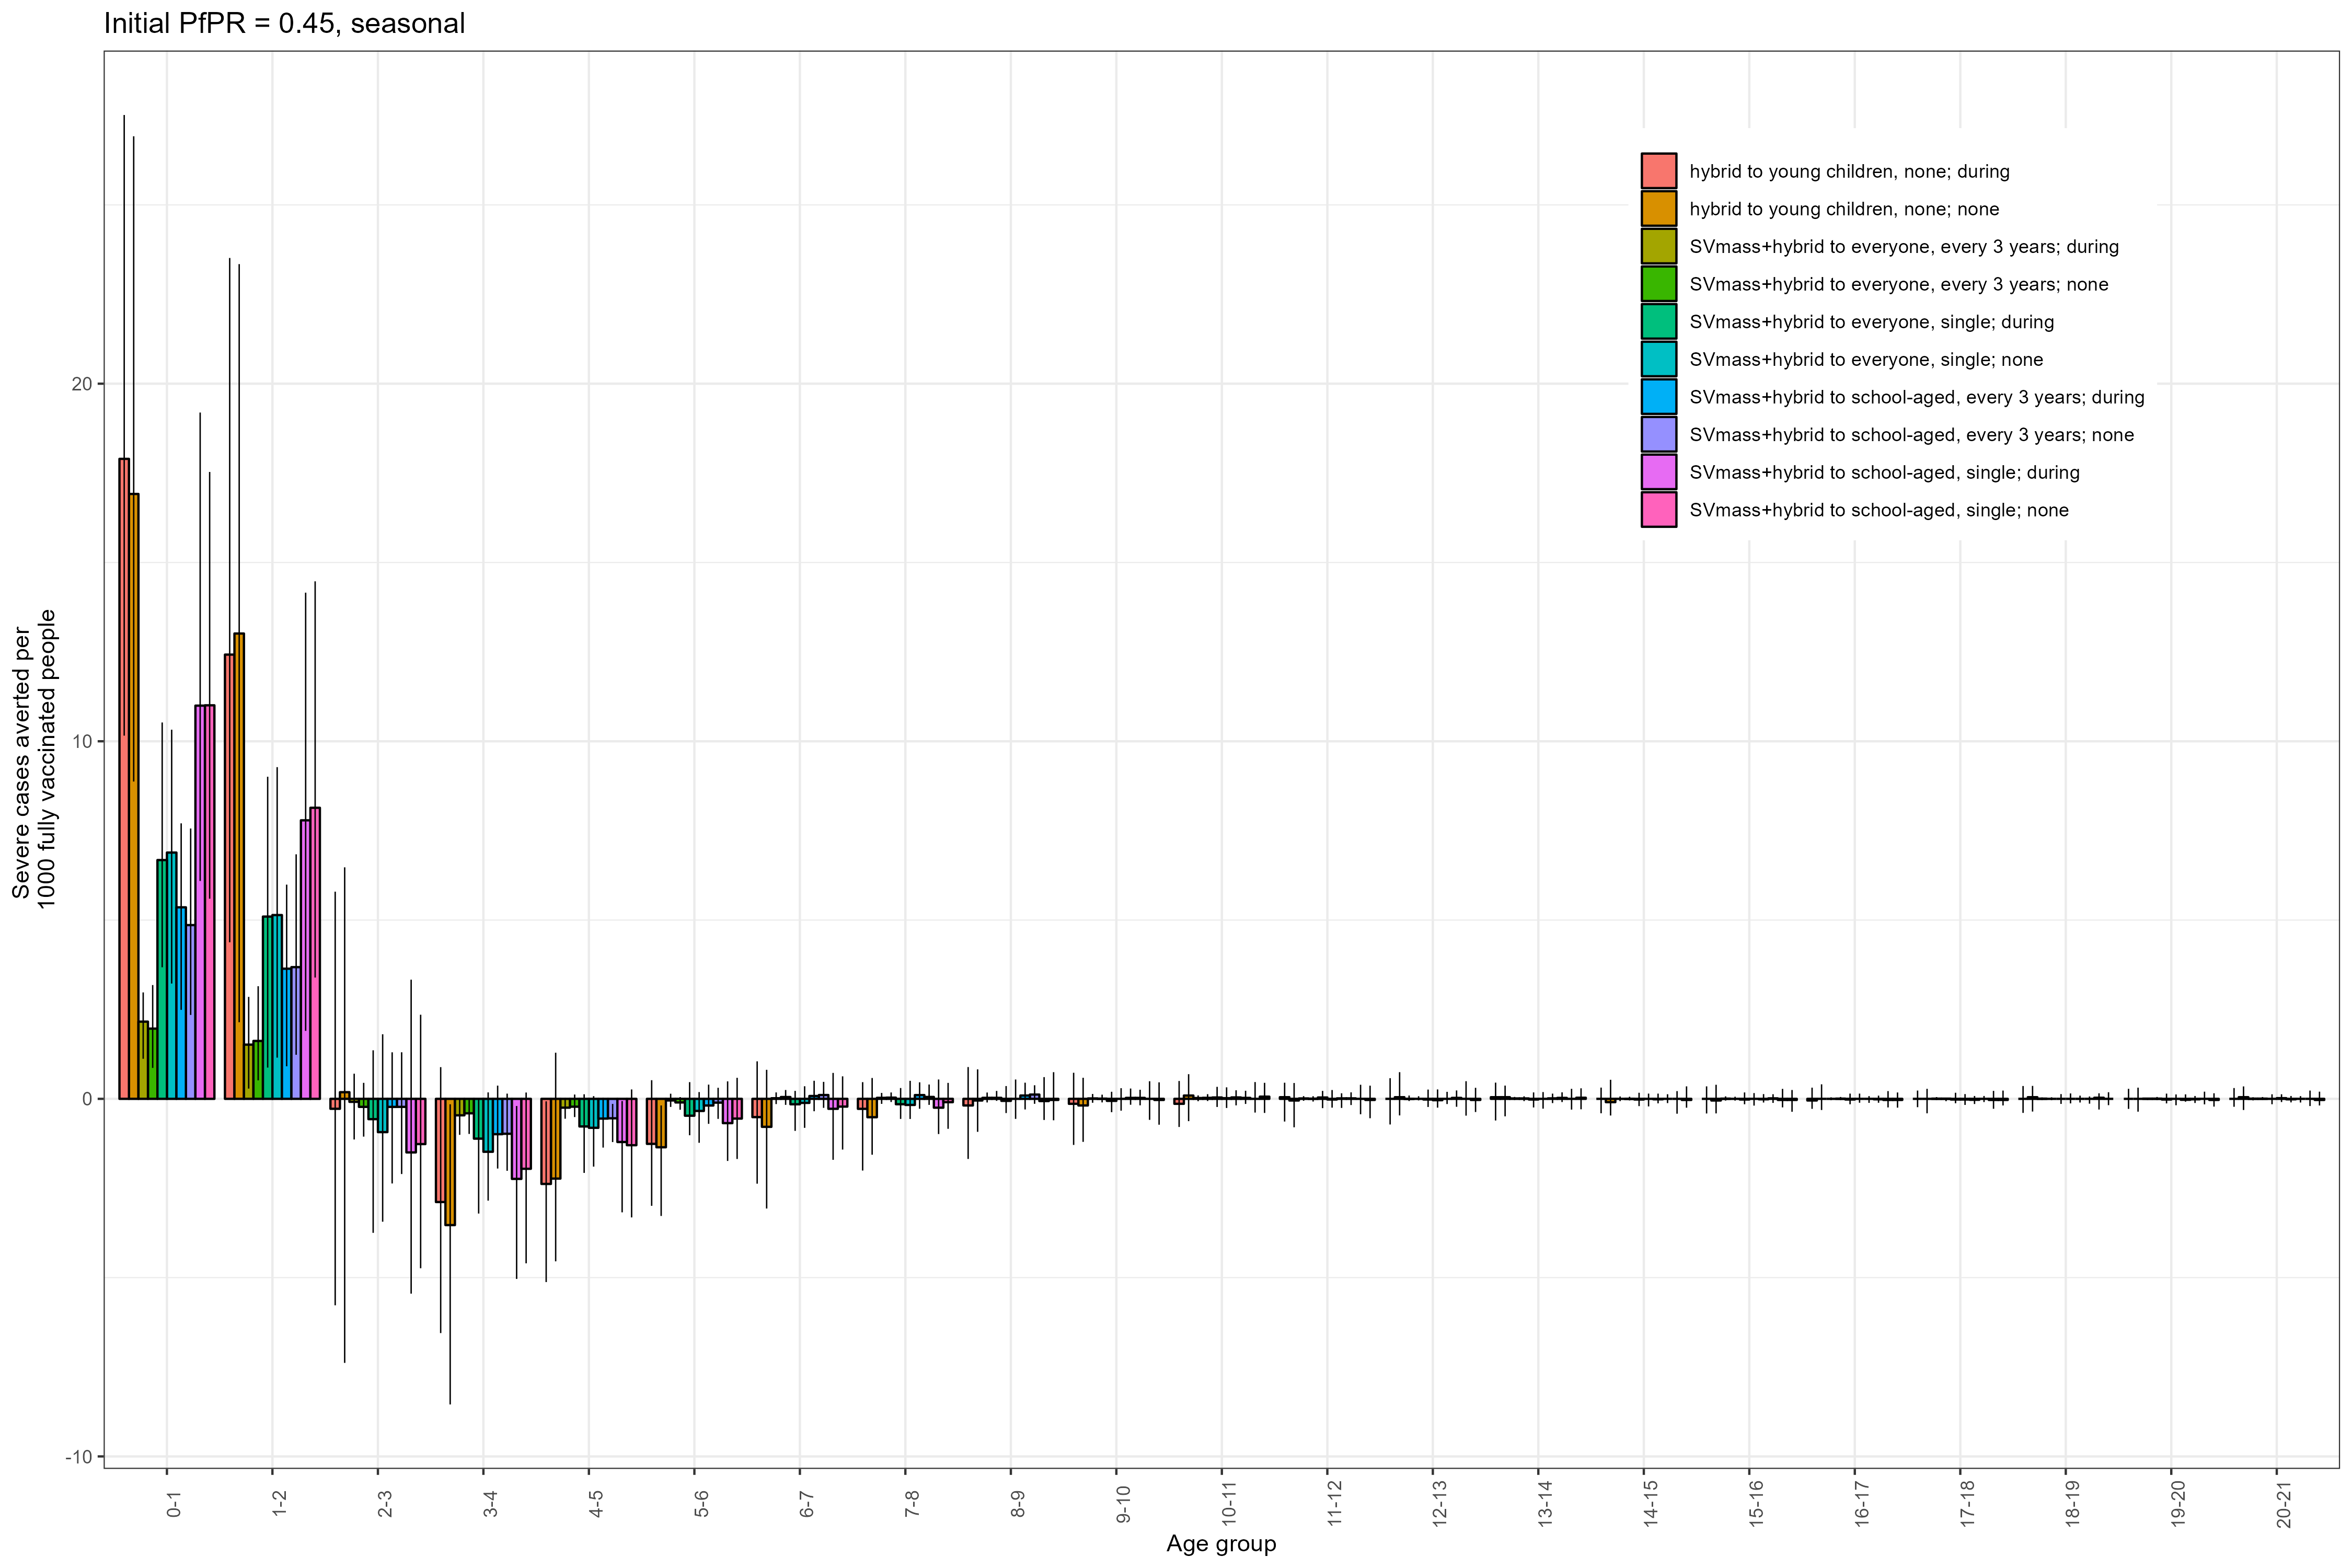 Initial PfPR = 0.45, seasonal
Severe cases averted per
1000 fully vaccinated people
20
10
0
-10
hybrid to young children, none; during
hybrid to young children, none; none
SVmass+hybrid to everyone, every 3 years; during
SVmass+hybrid to everyone, every 3 years; none
SVmass+hybrid to everyone, single; during
SVmass+hybrid to everyone, single; none
SVmass+hybrid to school-aged, every 3 years; during
SVmass+hybrid to school-aged, every 3 years; none
SVmass+hybrid to school-aged, single; during
SVmass+hybrid to school-aged, single; none
0-1
1-2
2-3
3-4
4-5
5-6
6-7
7-8
8-9
9-10
10-11
11-12
12-13
13-14
14-15
15-16
16-17
17-18
18-19
19-20
20-21
Age group